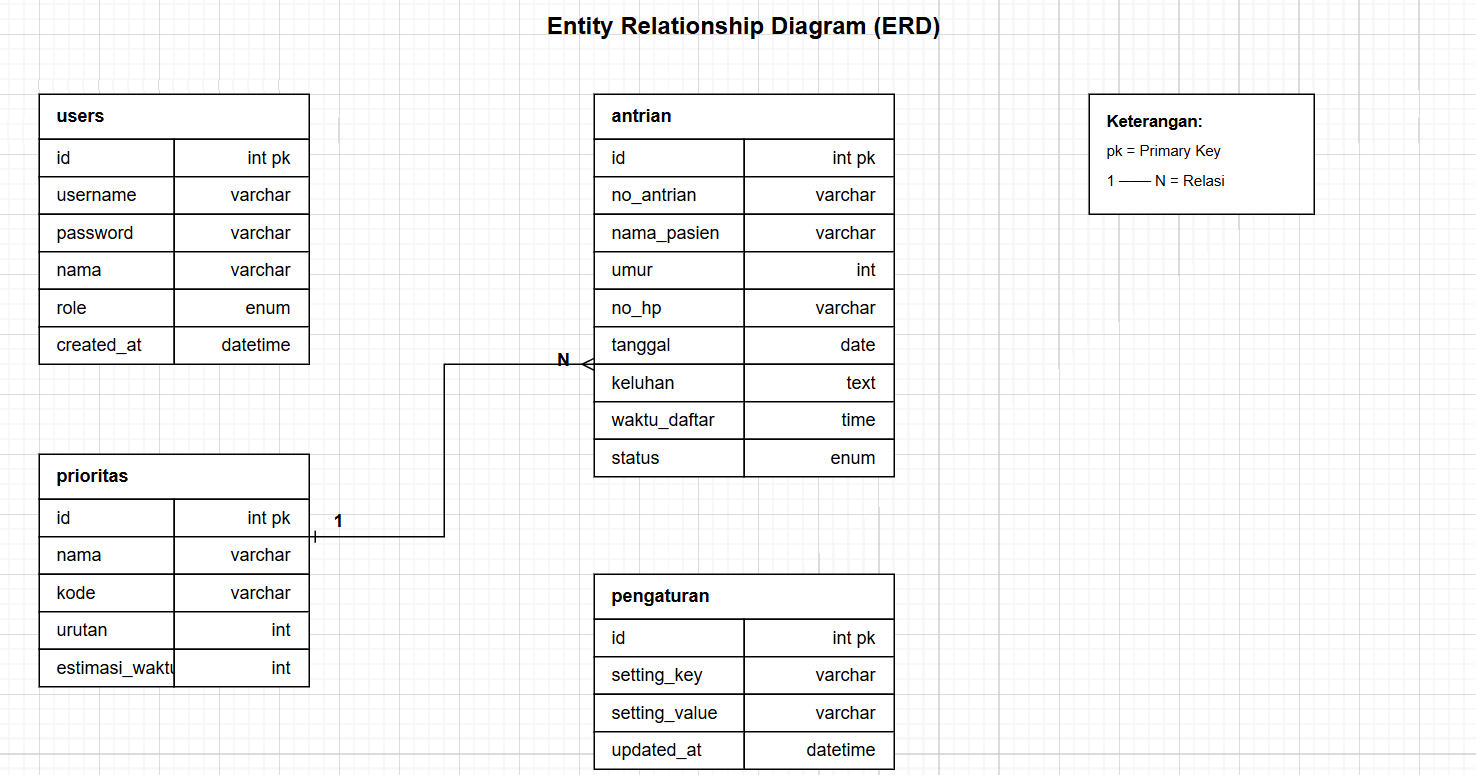 Entity Relationship Diagram (ERD)
users
id int pk
username varchar
password varchar
nama varchar
role enum
created_at datetime
antrian
id int pk
no_antrian varchar
nama_pasien varchar
umur int
no_hp varchar
tanggal date
keluhan text
waktu_daftar time
status enum
Keterangan:
pk = Primary Key
1 —— N = Relasi
N
1
prioritas
id int pk
nama varchar
kode varchar
urutan int
estimasi_waktu int
pengaturan
id int pk
setting_key varchar
setting_value varchar
updated_at datetime